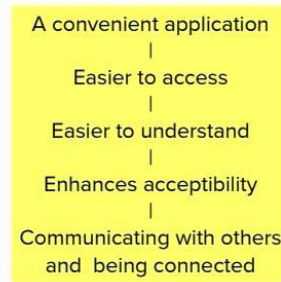 A convenient application
|
Easier to access
|
Easier to understand
|
Enhances acceptibility
|
Communicating with others
and being connected